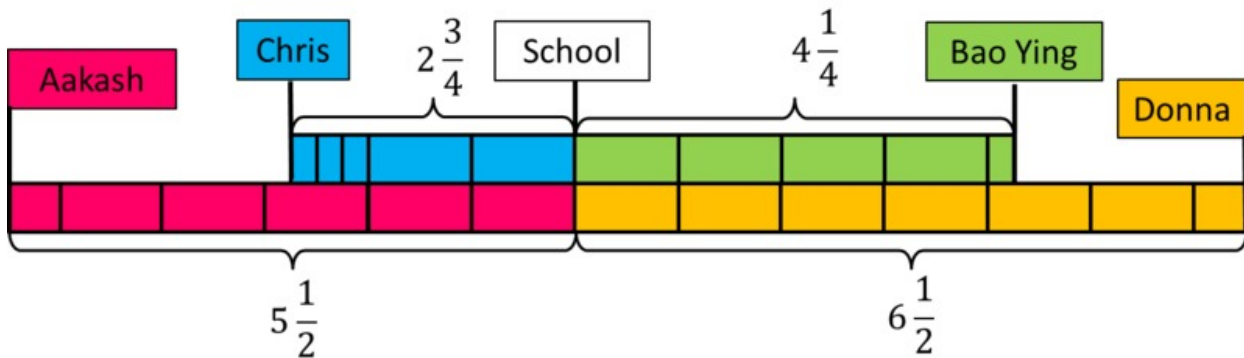 Aakash
Chris
2 3/4
School
4 1/4
Bao Ying
Donna
5 1/2
6 1/2